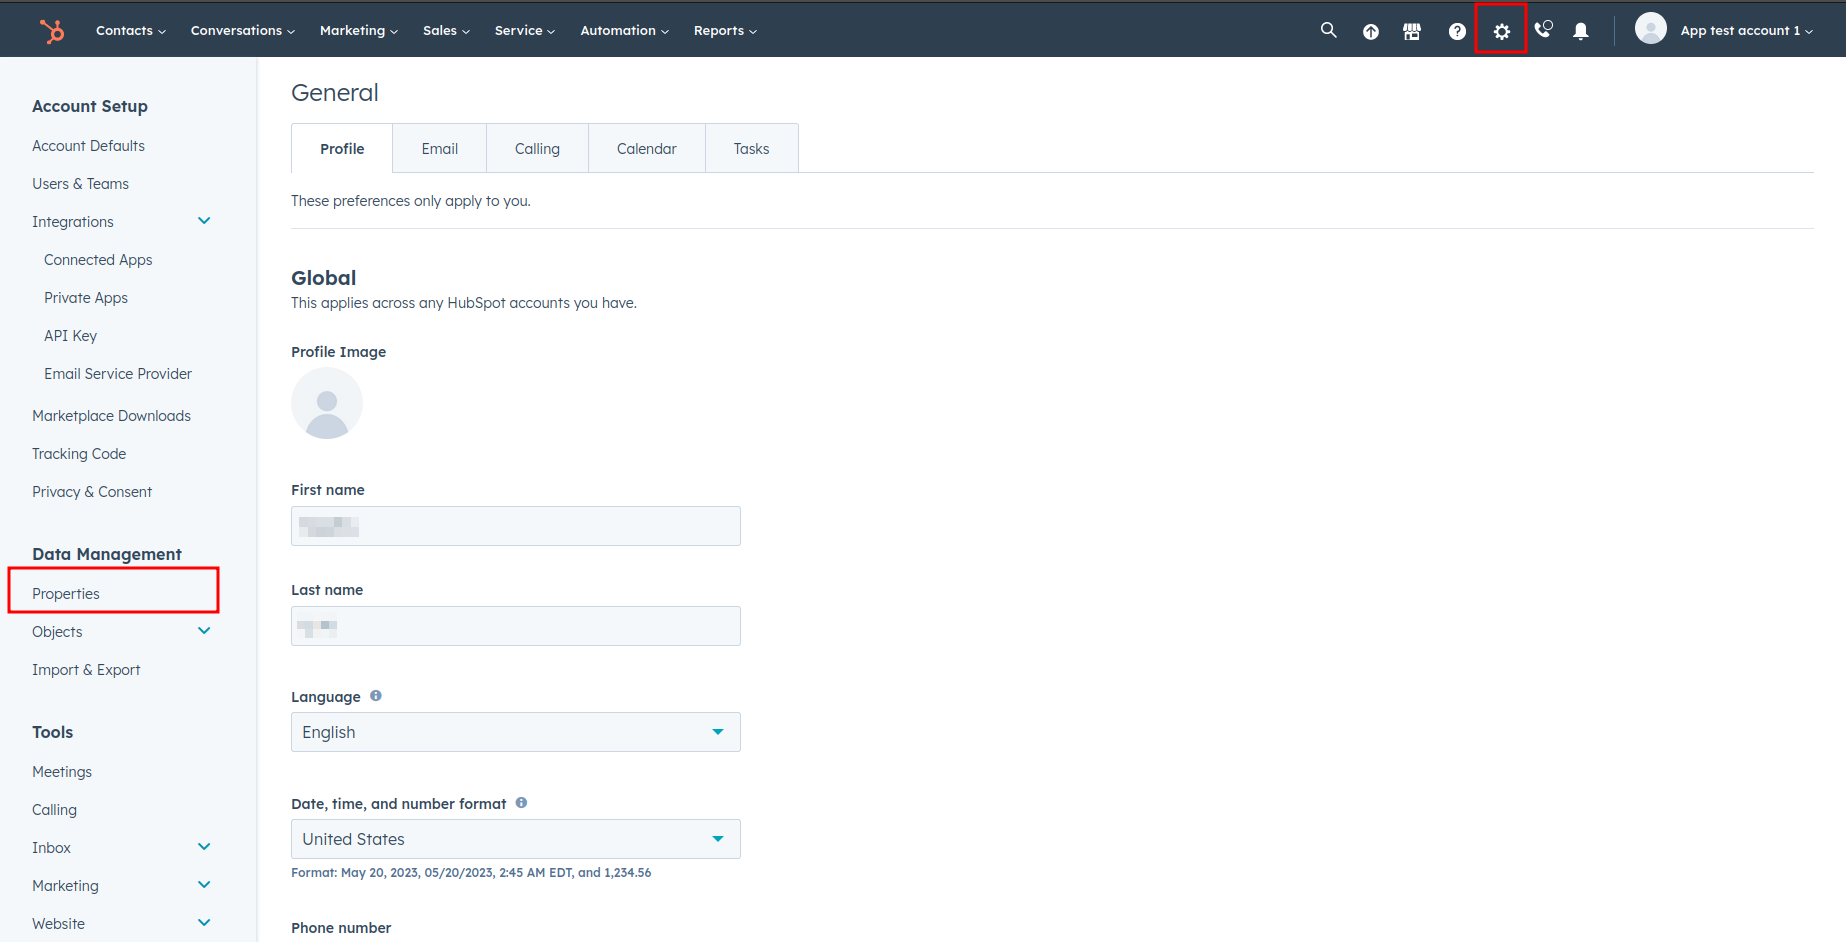 Contacts Conversations Marketing Sales Service Automation Reports App test account 1
Account Setup
Account Defaults
Users & Teams
Integrations
Connected Apps
Private Apps
API Key
Email Service Provider
Marketplace Downloads
Tracking Code
Privacy & Consent
Data Management
Properties
Objects
Import & Export
Tools
Meetings
Calling
Inbox
Marketing
Website
General
Profile Email Calling Calendar Tasks
These preferences only apply to you.
Global
This applies across any HubSpot accounts you have.
Profile Image
First name
Last name
Language
English
Date, time, and number format
United States
Format: May 20, 2023, 05/20/2023, 2:45 AM EDT, and 1,234.56
Phone number